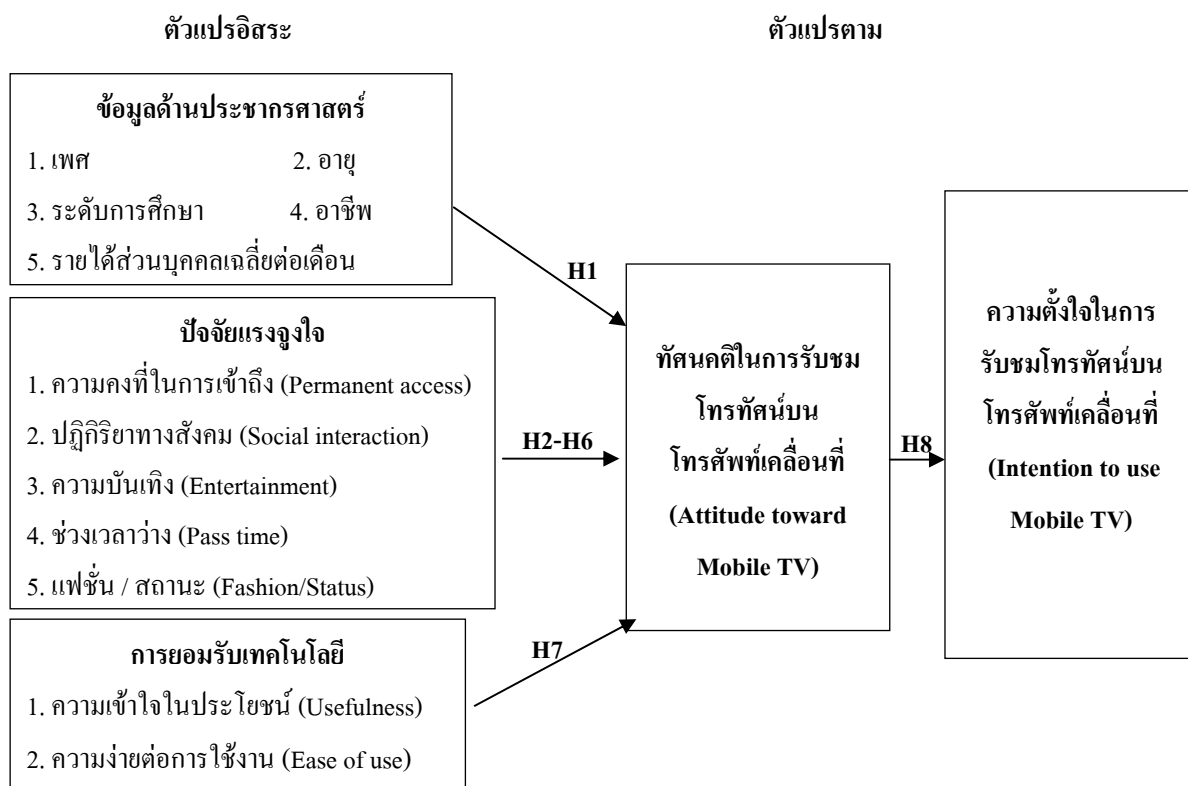 ตัวแปรอิสระ
ตัวแปรตาม
ข้อมูลด้านประชากรศาสตร์
1. เพศ 2. อายุ
3. ระดับการศึกษา 4. อาชีพ
5. รายได้ส่วนบุคคลเฉลี่ยต่อเดือน
H1
ปัจจัยแรงจูงใจ
1. ความคงที่ในการเข้าถึง (Permanent access)
2. ปฏิกิริยาทางสังคม (Social interaction)
3. ความบันเทิง (Entertainment)
4. ช่วงเวลาว่าง (Pass time)
5. แฟชั่น / สถานะ (Fashion/Status)
H2-H6
การยอมรับเทคโนโลยี
1. ความเข้าใจในประโยชน์ (Usefulness)
2. ความง่ายต่อการใช้งาน (Ease of use)
H7
ทัศนคติในการรับชม
โทรทัศน์บน
โทรศัพท์เคลื่อนที่
(Attitude toward
Mobile TV)
H8
ความตั้งใจในการ
รับชมโทรทัศน์บน
โทรศัพท์เคลื่อนที่
(Intention to use
Mobile TV)